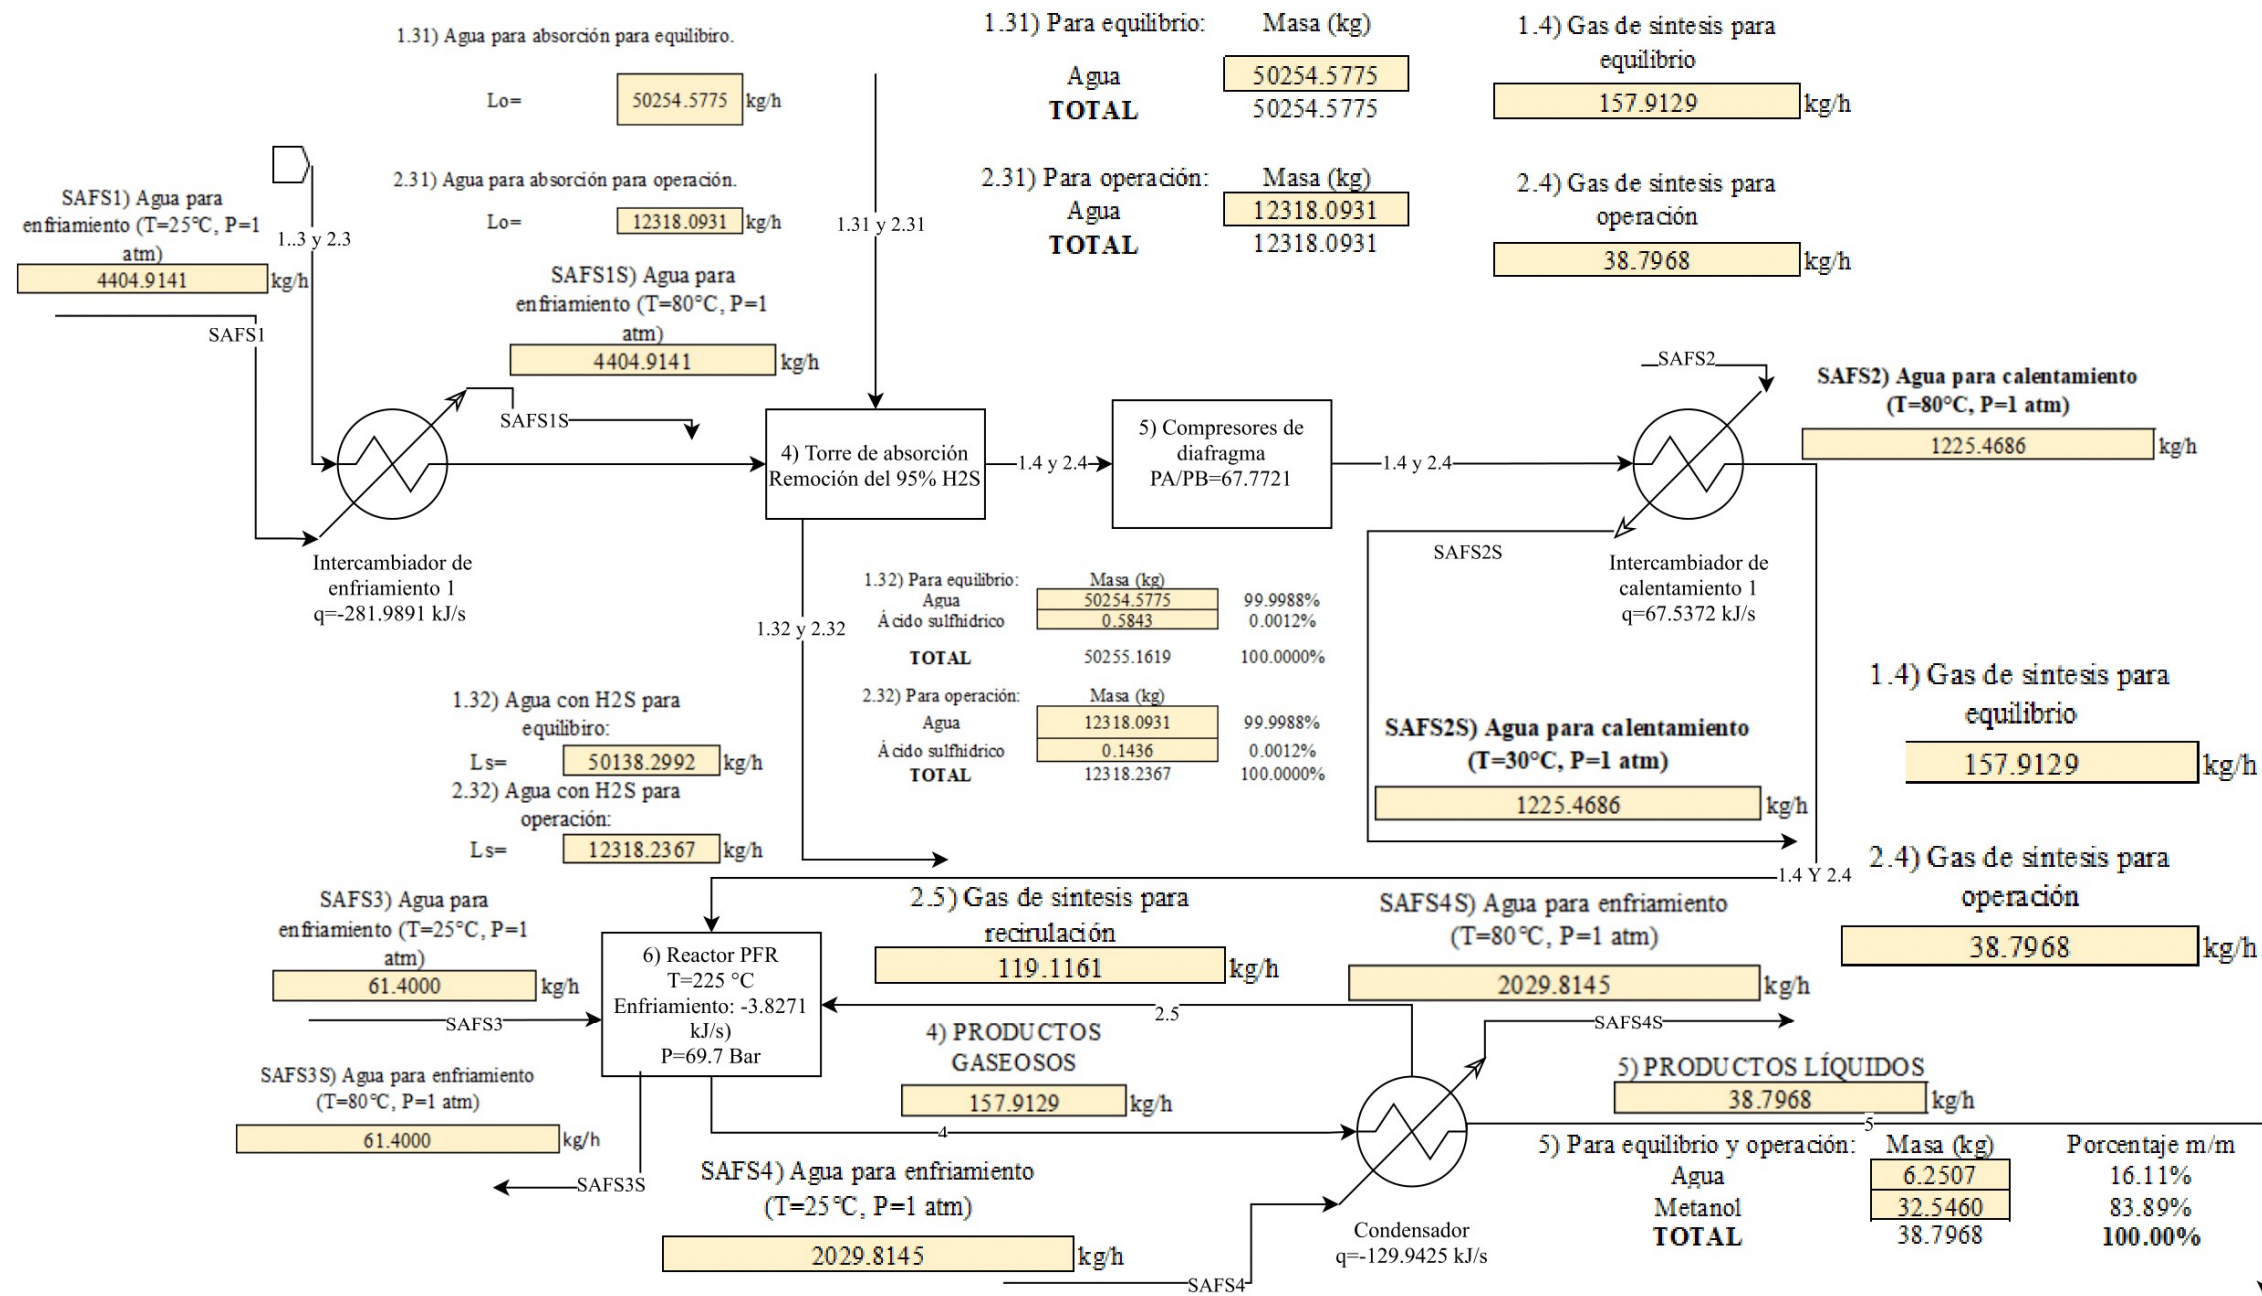 1.31) Agua para absorción para equilibiro.
Lo= 50254.5775 kg/h
2.31) Agua para absorción para operación.
Lo= 12318.0931 kg/h
1.31) Para equilibrio: Masa (kg)
Agua 50254.5775
TOTAL 50254.5775
2.31) Para operación: Masa (kg)
Agua 12318.0931
TOTAL 12318.0931
1.4) Gas de síntesis para
equilibrio
157.9129 kg/h
2.4) Gas de síntesis para
operación
38.7968 kg/h
SAFS1) Agua para
enfriamiento (T=25°C, P=1
atm)
4404.9141 kg/h
1..3 y 2.3
SAFS1
SAFS1S) Agua para
enfriamiento (T=80°C, P=1
atm)
4404.9141 kg/h
SAFS1S
1.31 y 2.31
Intercambiador de
enfriamiento 1
q=-281.9891 kJ/s
4) Torre de absorción
Remoción del 95% H2S
1.4 y 2.4
5) Compresores de
diafragma
PA/PB=67.7721
1.4 y 2.4
SAFS2
SAFS2) Agua para calentamiento
(T=80°C, P=1 atm)
1225.4686 kg/h
SAFS2S
Intercambiador de
calentamiento 1
q=67.5372 kJ/s
1.32 y 2.32
1.32) Para equilibrio: Masa (kg)
Agua 50254.5775 99.9988%
Ácido sulfhídrico 0.5843 0.0012%
TOTAL 50255.1619 100.0000%
2.32) Para operación: Masa (kg)
Agua 12318.0931 99.9988%
Ácido sulfhídrico 0.1436 0.0012%
TOTAL 12318.2367 100.0000%
1.32) Agua con H2S para
equilibiro:
Ls= 50138.2992 kg/h
2.32) Agua con H2S para
operación:
Ls= 12318.2367 kg/h
SAFS2S) Agua para calentamiento
(T=30°C, P=1 atm)
1225.4686 kg/h
1.4) Gas de síntesis para
equilibrio
157.9129 kg/h
2.4) Gas de síntesis para
operación
38.7968 kg/h
1.4 Y 2.4
SAFS3) Agua para
enfriamiento (T=25°C, P=1
atm)
61.4000 kg/h
SAFS3
SAFS3S) Agua para enfriamiento
(T=80°C, P=1 atm)
61.4000 kg/h
SAFS3S
6) Reactor PFR
T=225 °C
Enfriamiento: -3.8271
kJ/s)
P=69.7 Bar
2.5) Gas de síntesis para
recirulación
119.1161 kg/h
2.5
4) PRODUCTOS
GASEOSOS
157.9129 kg/h
4
SAFS4S) Agua para enfriamiento
(T=80°C, P=1 atm)
2029.8145 kg/h
SAFS4S
SAFS4) Agua para enfriamiento
(T=25°C, P=1 atm)
2029.8145 kg/h
SAFS4
Condensador
q=-129.9425 kJ/s
5) PRODUCTOS LÍQUIDOS
38.7968 kg/h
5
5) Para equilibrio y operación: Masa (kg) Porcentaje m/m
Agua 6.2507 16.11%
Metanol 32.5460 83.89%
TOTAL 38.7968 100.00%